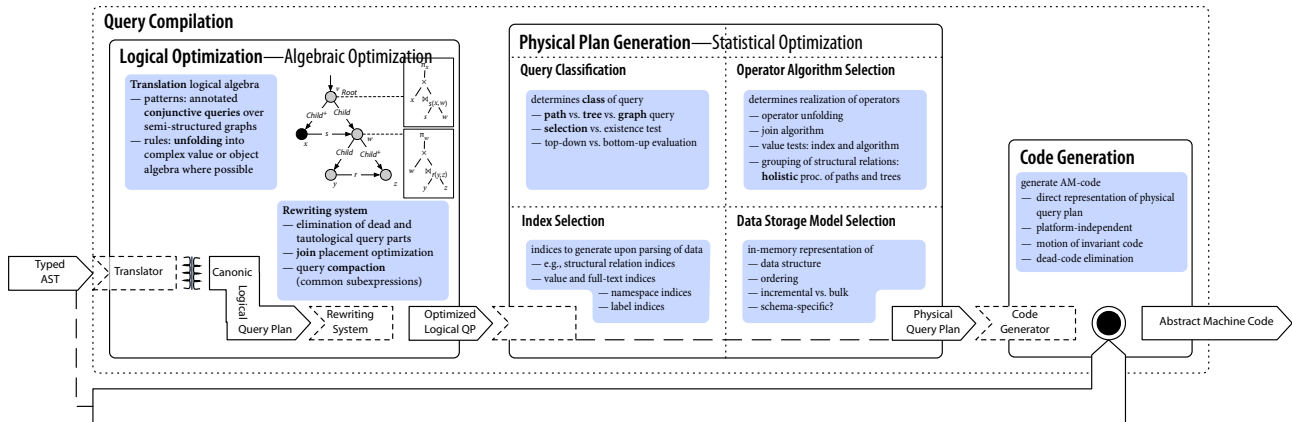 Query Compilation
Logical Optimization—Algebraic Optimization
Translation logical algebra
— patterns: annotated
conjunctive queries over
semi-structured graphs
— rules: unfolding into
complex value or object
algebra where possible
v Root
Child+ Child
x s w
Child Child+
y r z
πx
×
x ⋈ s(x,w)
s w
πw
×
w ⋈ r(y,z)
y z
Rewriting system
— elimination of dead and
tautological query parts
— join placement optimization
— query compaction
(common subexpressions)
Typed
AST
Translator
Canonic
Logical
Query Plan
Rewriting
System
Optimized
Logical QP
Physical Plan Generation—Statistical Optimization
Query Classification
determines class of query
— path vs. tree vs. graph query
— selection vs. existence test
— top-down vs. bottom-up evaluation
Operator Algorithm Selection
determines realization of operators
— operator unfolding
— join algorithm
— value tests: index and algorithm
— grouping of structural relations:
holistic proc. of paths and trees
Index Selection
indices to generate upon parsing of data
— e.g., structural relation indices
— value and full-text indices
— namespace indices
— label indices
Data Storage Model Selection
in-memory representation of
— data structure
— ordering
— incremental vs. bulk
— schema-specific?
Physical
Query Plan
Code Generation
generate AM-code
— direct representation of physical
query plan
— platform-independent
— motion of invariant code
— dead-code elimination
Code
Generator
Abstract Machine Code